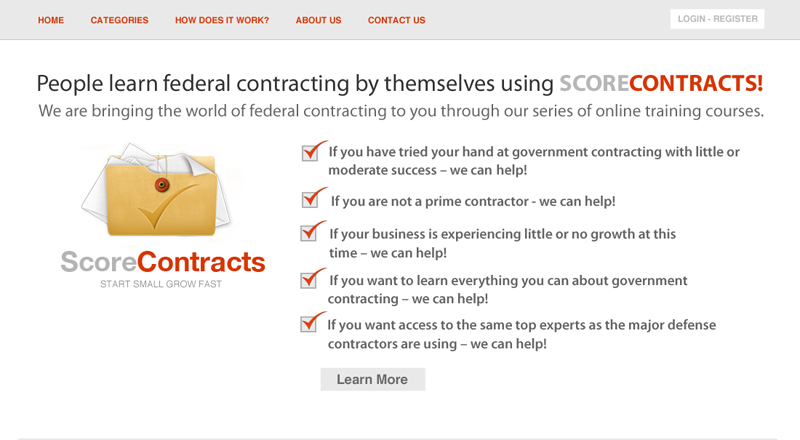 HOME CATEGORIES HOW DOES IT WORK? ABOUT US CONTACT US LOGIN - REGISTER
People learn federal contracting by themselves using SCORECONTRACTS!
We are bringing the world of federal contracting to you through our series of online training courses.
ScoreContracts
START SMALL GROW FAST
If you have tried your hand at government contracting with little or
moderate success – we can help!
If you are not a prime contractor - we can help!
If your business is experiencing little or no growth at this
time – we can help!
If you want to learn everything you can about government
contracting – we can help!
If you want access to the same top experts as the major defense
contractors are using – we can help!
Learn More